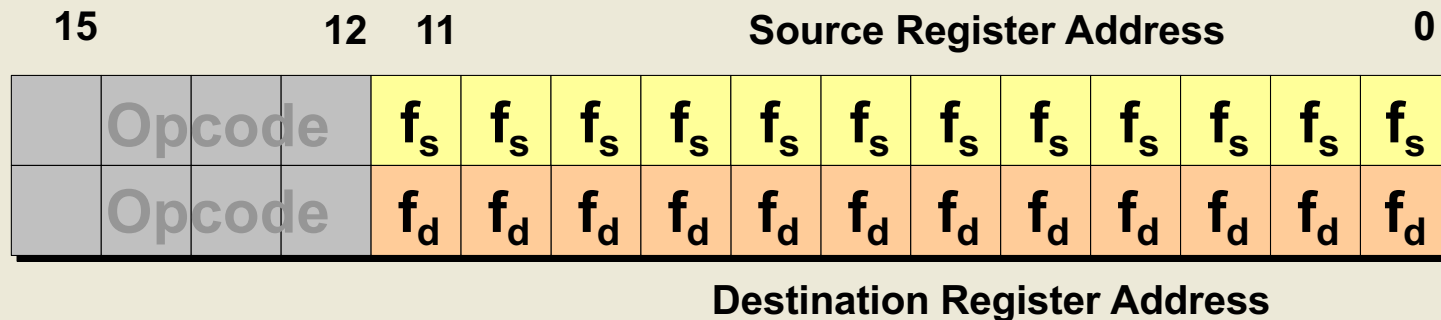 15 12 11 Source Register Address 0
Opcode fs fs fs fs fs fs fs fs fs fs fs fs
Opcode fd fd fd fd fd fd fd fd fd fd fd fd
Destination Register Address